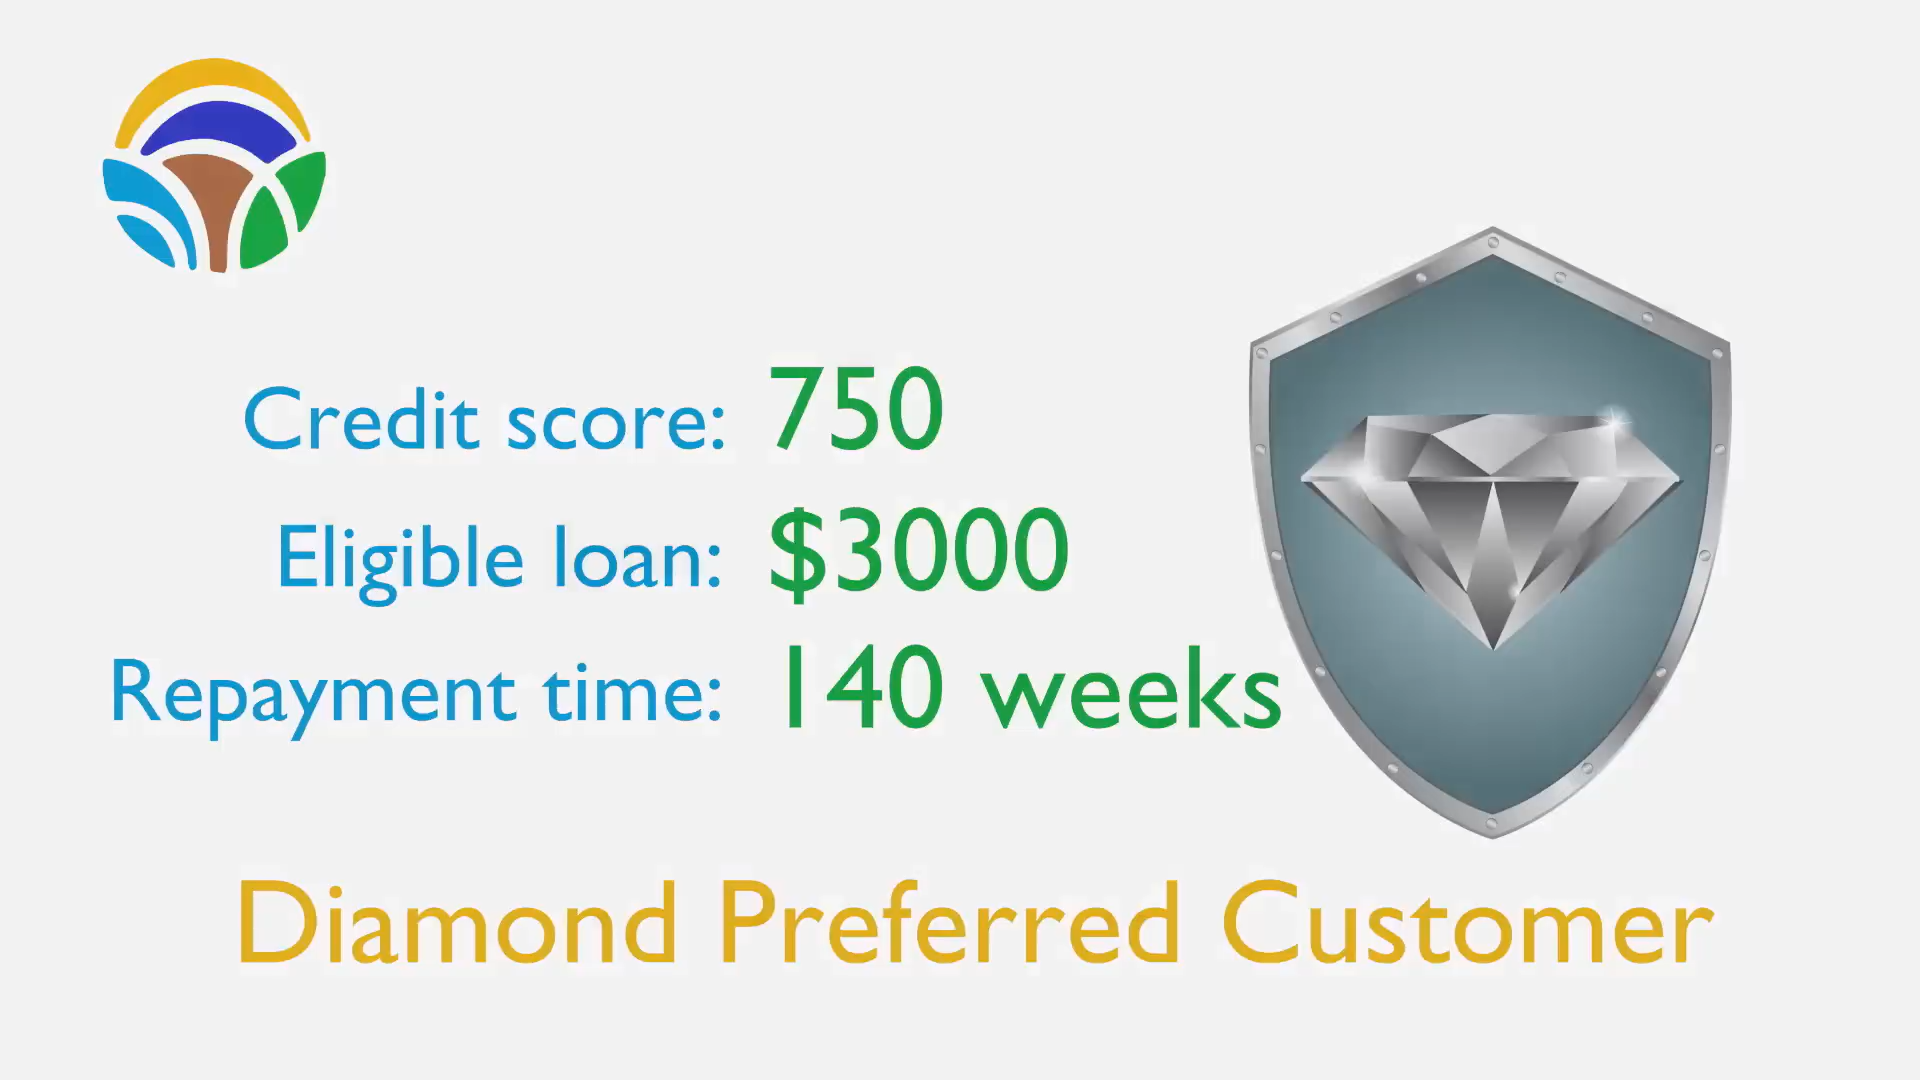 Credit score: 750
Eligible loan: $3000
Repayment time: 140 weeks
Diamond Preferred Customer